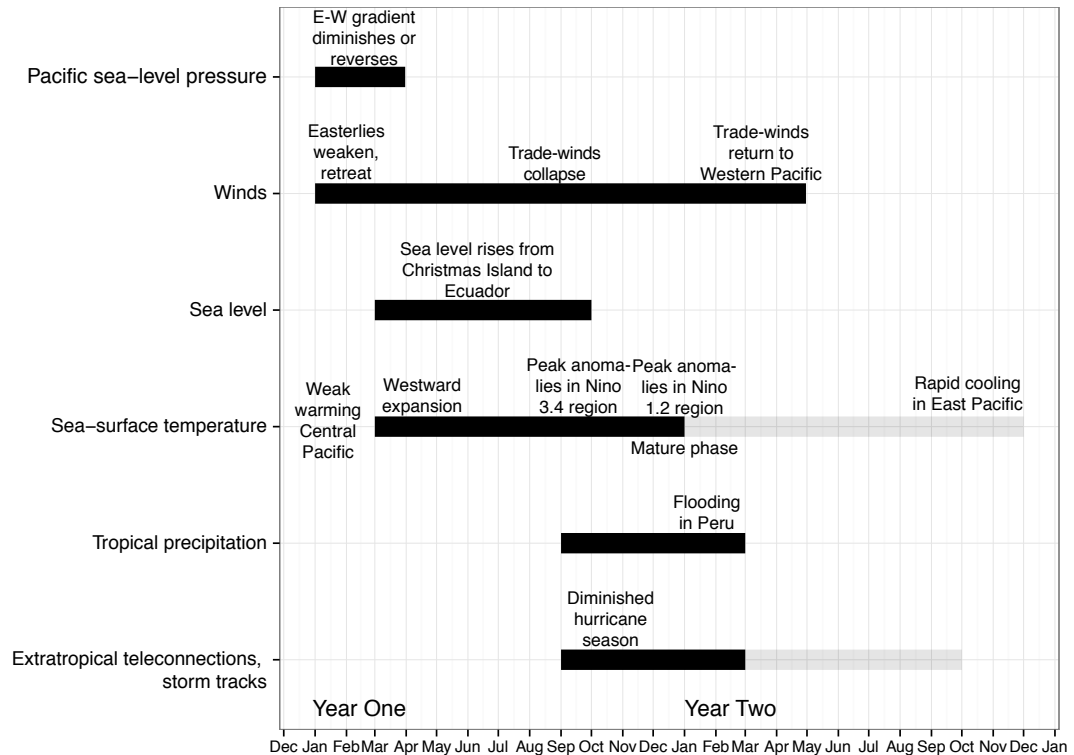 E-W gradient
diminishes or
reverses
Pacific sea−level pressure
Easterlies
weaken,
retreat
Trade-winds
collapse
Trade-winds
return to
Western Pacific
Winds
Sea level rises from
Christmas Island to
Ecuador
Sea level
Weak
warming
Central
Pacific
Westward
expansion
Peak anoma-
lies in Nino
3.4 region
Peak anoma-
lies in Nino
1.2 region
Rapid cooling
in East Pacific
Sea−surface temperature
Mature phase
Flooding
in Peru
Tropical precipitation
Diminished
hurricane
season
Extratropical teleconnections,
storm tracks
Year One
Year Two
Dec Jan Feb Mar Apr May Jun Jul Aug Sep Oct Nov Dec Jan Feb Mar Apr May Jun Jul Aug Sep Oct Nov Dec Jan